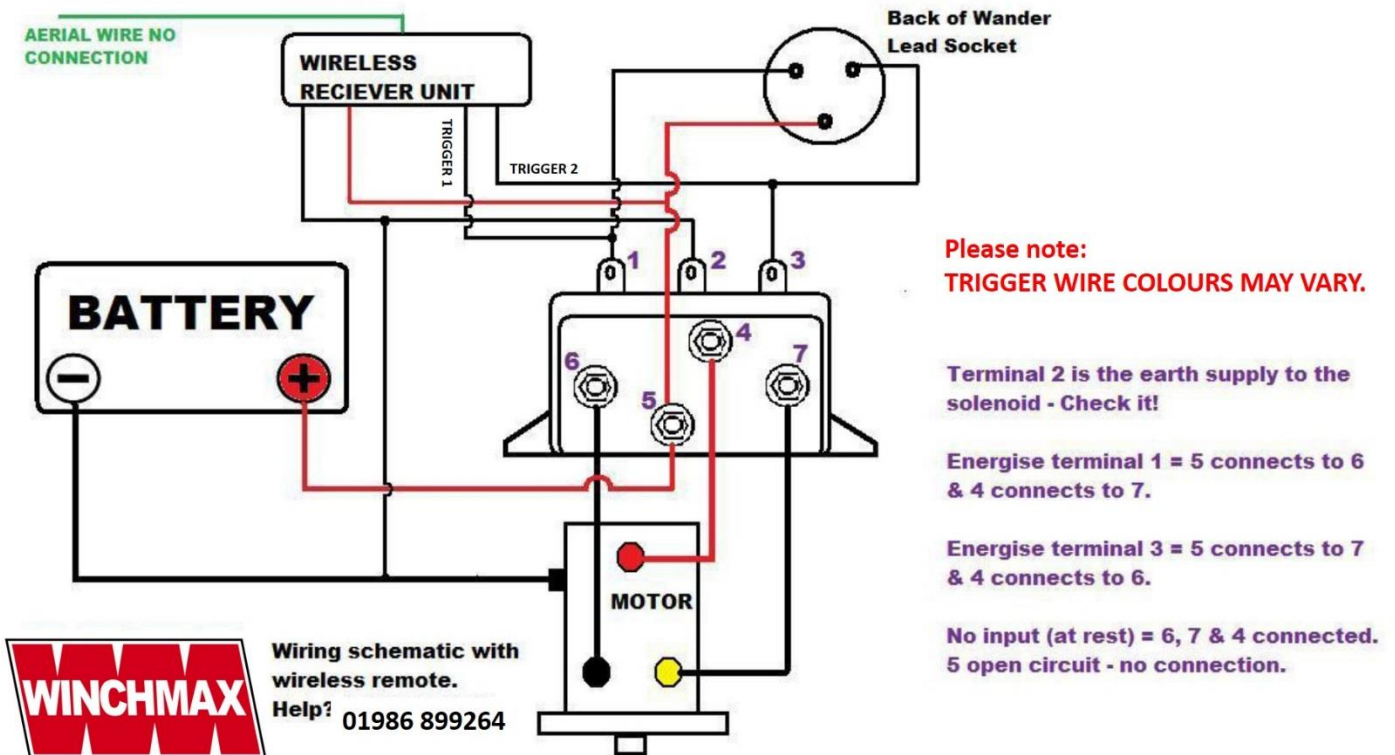 AERIAL WIRE NO
CONNECTION
WIRELESS
RECIEVER UNIT
Back of Wander
Lead Socket
TRIGGER 1
TRIGGER 2
1
2
3
BATTERY
−
+
4
5
6
7
MOTOR
Please note:
TRIGGER WIRE COLOURS MAY VARY.
Terminal 2 is the earth supply to the
solenoid - Check it!
Energise terminal 1 = 5 connects to 6
& 4 connects to 7.
Energise terminal 3 = 5 connects to 7
& 4 connects to 6.
No input (at rest) = 6, 7 & 4 connected.
5 open circuit - no connection.
WINCHMAX
Wiring schematic with
wireless remote.
Help? 01986 899264